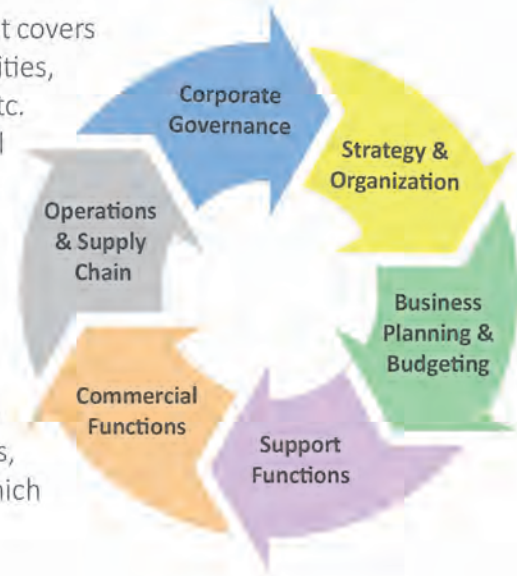 t covers
ities,
tc.
l
s,
hich
Corporate
Governance
Strategy &
Organization
Business
Planning &
Budgeting
Support
Functions
Commercial
Functions
Operations
& Supply
Chain